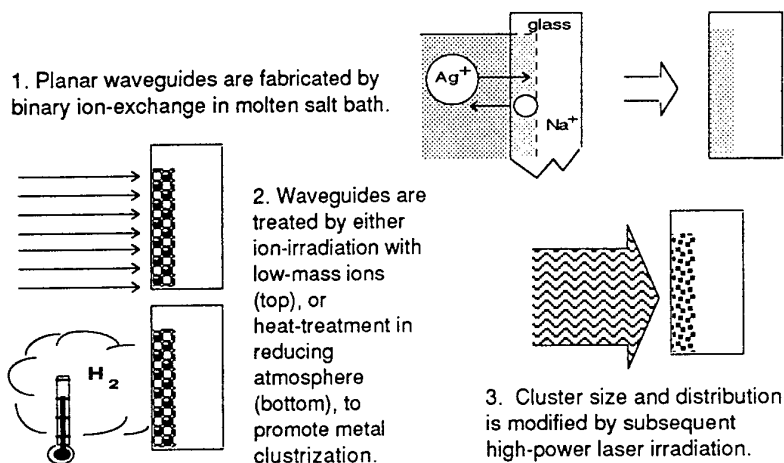 1. Planar waveguides are fabricated by
binary ion-exchange in molten salt bath.
glass
Ag+
Na+
2. Waveguides are
treated by either
ion-irradiation with
low-mass ions
(top), or
heat-treatment in
reducing
atmosphere
(bottom), to
promote metal
clustrization.
H2
3. Cluster size and distribution
is modified by subsequent
high-power laser irradiation.